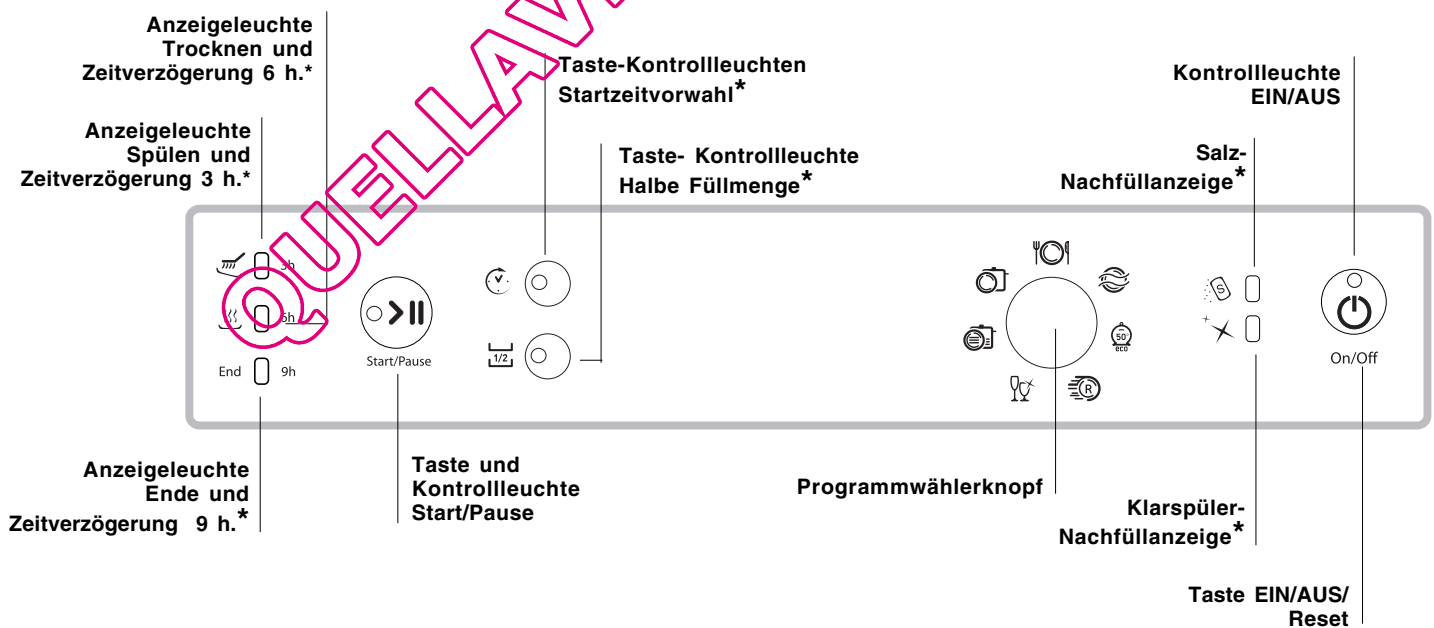 Anzeigeleuchte
Trocknen und
Zeitverzögerung 6 h.*
Anzeigeleuchte
Spülen und
Zeitverzögerung 3 h.*
Taste-Kontrollleuchten
Startzeitvorwahl*
Taste- Kontrollleuchte
Halbe Füllmenge*
Kontrollleuchte
EIN/AUS
Salz-
Nachfüllanzeige*
3h
6h
End 9h
Start/Pause
1/2
50°
eco
R
S
On/Off
Anzeigeleuchte
Ende und
Zeitverzögerung 9 h.*
Taste und
Kontrollleuchte
Start/Pause
Programmwählerknopf
Klarspüler-
Nachfüllanzeige*
Taste EIN/AUS/
Reset